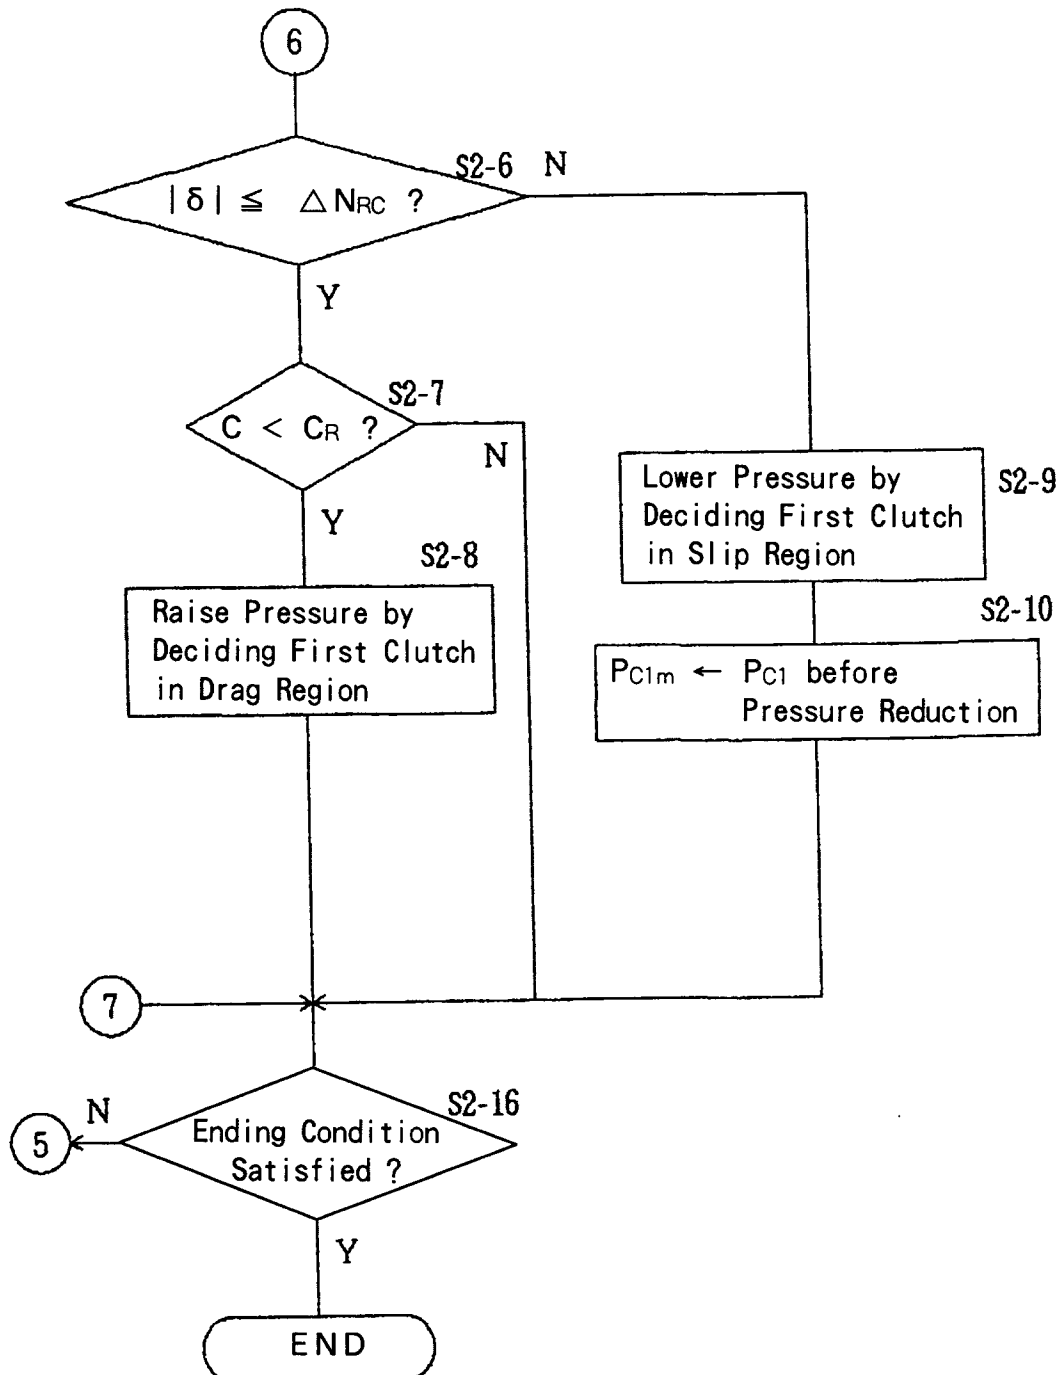 6
S2-6 N
|δ| ≦ △NRC ?
Y
S2-7
C < CR ?
N
Y
S2-8
Raise Pressure by
Deciding First Clutch
in Drag Region
Lower Pressure by
Deciding First Clutch
in Slip Region
S2-9
S2-10
PC1m ← PC1 before
Pressure Reduction
7
S2-16
Ending Condition
Satisfied ?
N
5
Y
END